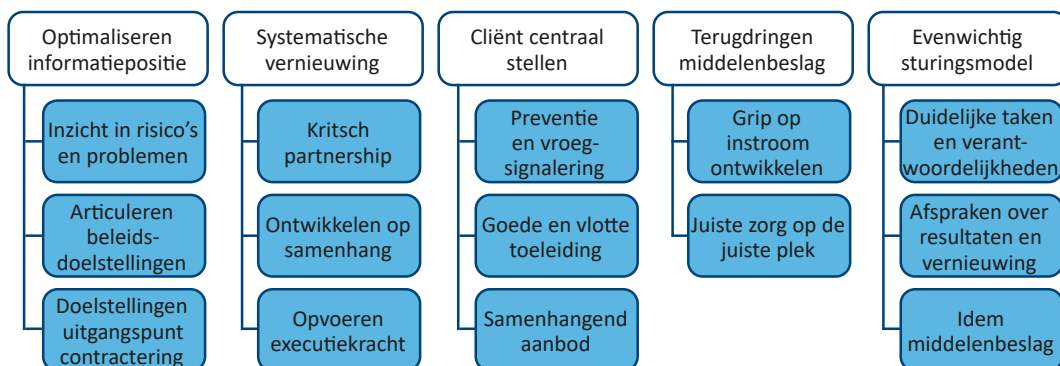 Optimaliseren
informatiepositie
Inzicht in risico's
en problemen
Articuleren
beleids-
doelstellingen
Doelstellingen
uitgangspunt
contractering
Systematische
vernieuwing
Kritsch
partnership
Ontwikkelen op
samenhang
Opvoeren
executiekracht
Cliënt centraal
stellen
Preventie
en vroeg-
signalering
Goede en vlotte
toeleiding
Samenhangend
aanbod
Terugdringen
middelenbeslag
Grip op
instroom
ontwikkelen
Juiste zorg op de
juiste plek
Evenwichtig
sturingsmodel
Duidelijke taken
en verant-
woordelijkheden
Afspraken over
resultaten en
vernieuwing
Idem
middelenbeslag